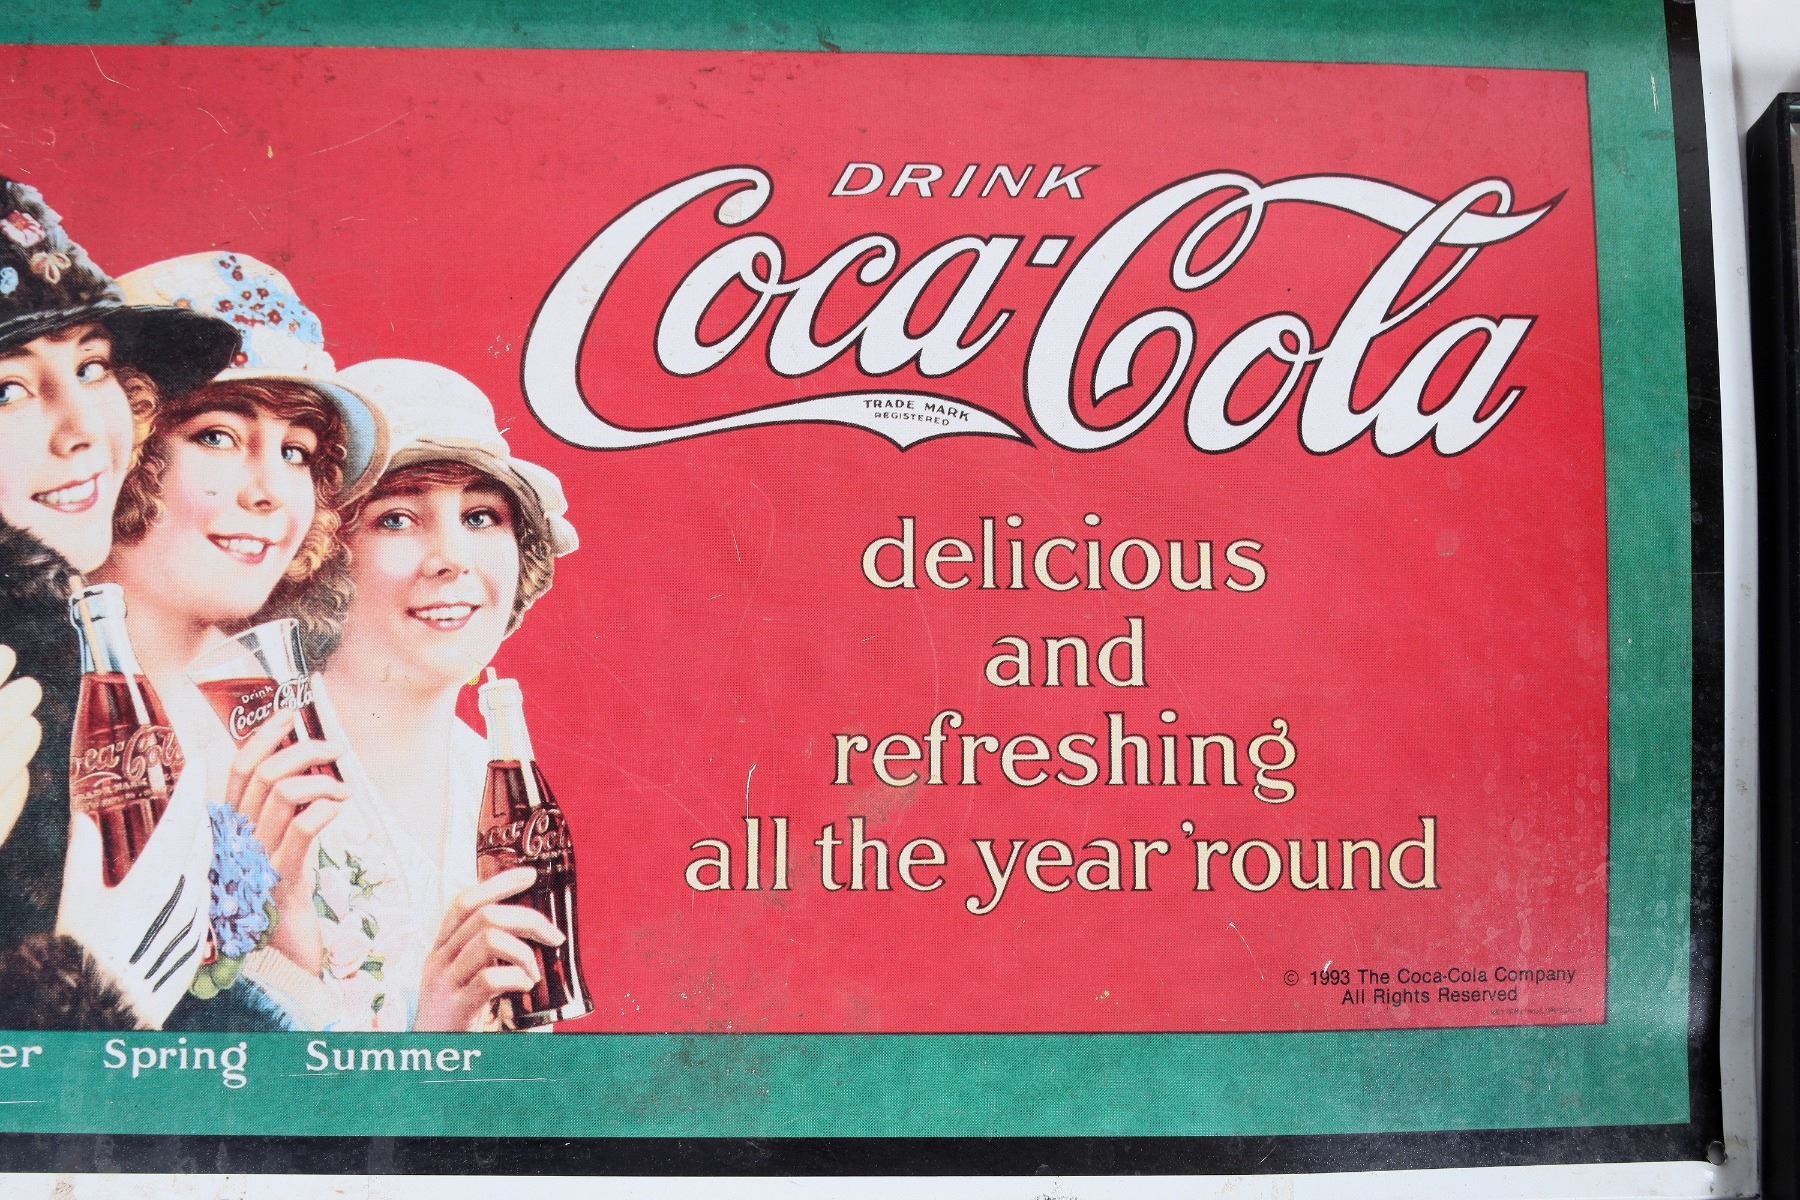 DRINK
Coca-Cola
TRADE MARK
REGISTERED
delicious
and
refreshing
all the year 'round
Drink
Coca-Cola
© 1993 The Coca-Cola Company
All Rights Reserved
Spring Summer